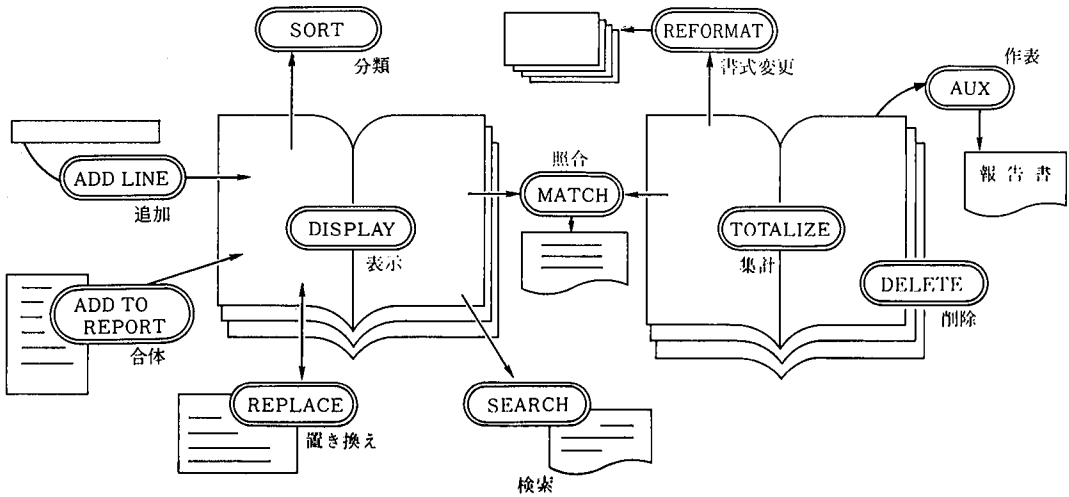 SORT
分類
REFORMAT
書式変更
作表
AUX
報告書
ADD LINE
追加
照合
MATCH
DISPLAY
表示
TOTALIZE
集計
DELETE
削除
ADD TO
REPORT
合体
REPLACE
置き換え
SEARCH
検索